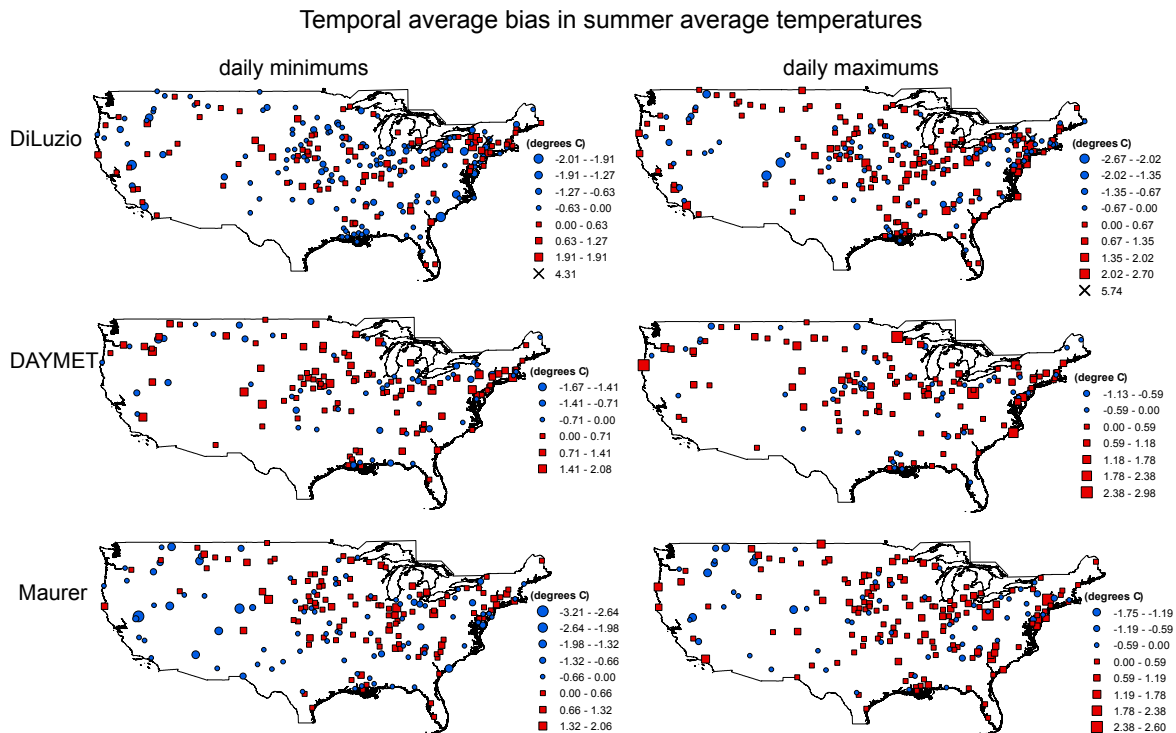 Temporal average bias in summer average temperatures
daily minimums
daily maximums
DiLuzio
(degrees C)
-2.01 - -1.91
-1.91 - -1.27
-1.27 - -0.63
-0.63 - 0.00
0.00 - 0.63
0.63 - 1.27
1.91 - 1.91
4.31
(degrees C)
-2.67 - -2.02
-2.02 - -1.35
-1.35 - -0.67
-0.67 - 0.00
0.00 - 0.67
0.67 - 1.35
1.35 - 2.02
2.02 - 2.70
5.74
DAYMET
(degrees C)
-1.67 - -1.41
-1.41 - -0.71
-0.71 - 0.00
0.00 - 0.71
0.71 - 1.41
1.41 - 2.08
(degree C)
-1.13 - -0.59
-0.59 - 0.00
0.00 - 0.59
0.59 - 1.18
1.18 - 1.78
1.78 - 2.38
2.38 - 2.98
Maurer
(degrees C)
-3.21 - -2.64
-2.64 - -1.98
-1.98 - -1.32
-1.32 - -0.66
-0.66 - 0.00
0.00 - 0.66
0.66 - 1.32
1.32 - 2.06
(degrees C)
-1.75 - -1.19
-1.19 - -0.59
-0.59 - 0.00
0.00 - 0.59
0.59 - 1.19
1.19 - 1.78
1.78 - 2.38
2.38 - 2.60